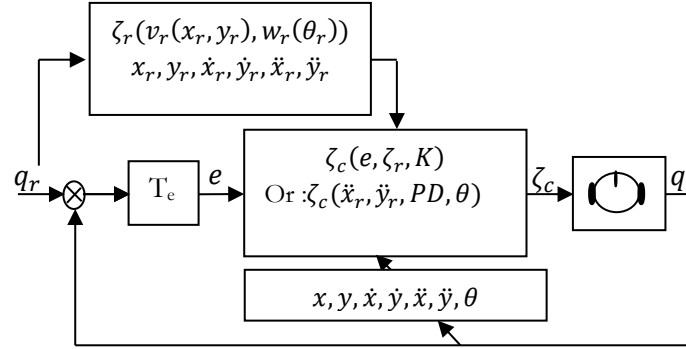 ζ_r(v_r(x_r, y_r), w_r(θ_r))
x_r, y_r, ẋ_r, ẏ_r, ẍ_r, ÿ_r
q_r
T_e
e
ζ_c(e, ζ_r, K)
Or :ζ_c(ẍ_r, ÿ_r, PD, θ)
ζ_c
q
x, y, ẋ, ẏ, ẍ, ÿ, θ